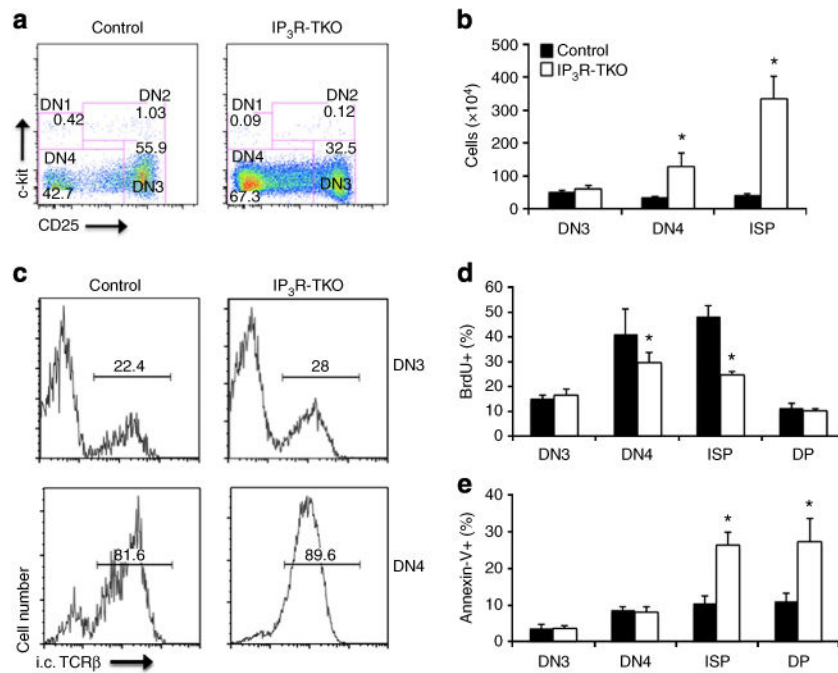 a
Control
IP₃R-TKO
DN1
0.42
DN2
1.03
55.9
DN4
DN3
42.7
DN1
0.09
DN2
0.12
32.5
DN4
DN3
67.3
c-kit
CD25
b
Control
IP₃R-TKO
Cells (×10⁴)
500
400
300
200
100
0
*
*
DN3 DN4 ISP
c
Control
IP₃R-TKO
22.4
28
DN3
81.6
89.6
DN4
Cell number
i.c. TCRβ
d
BrdU+ (%)
60
50
40
30
20
10
0
*
*
DN3 DN4 ISP DP
e
Annexin-V+ (%)
40
30
20
10
0
*
*
DN3 DN4 ISP DP